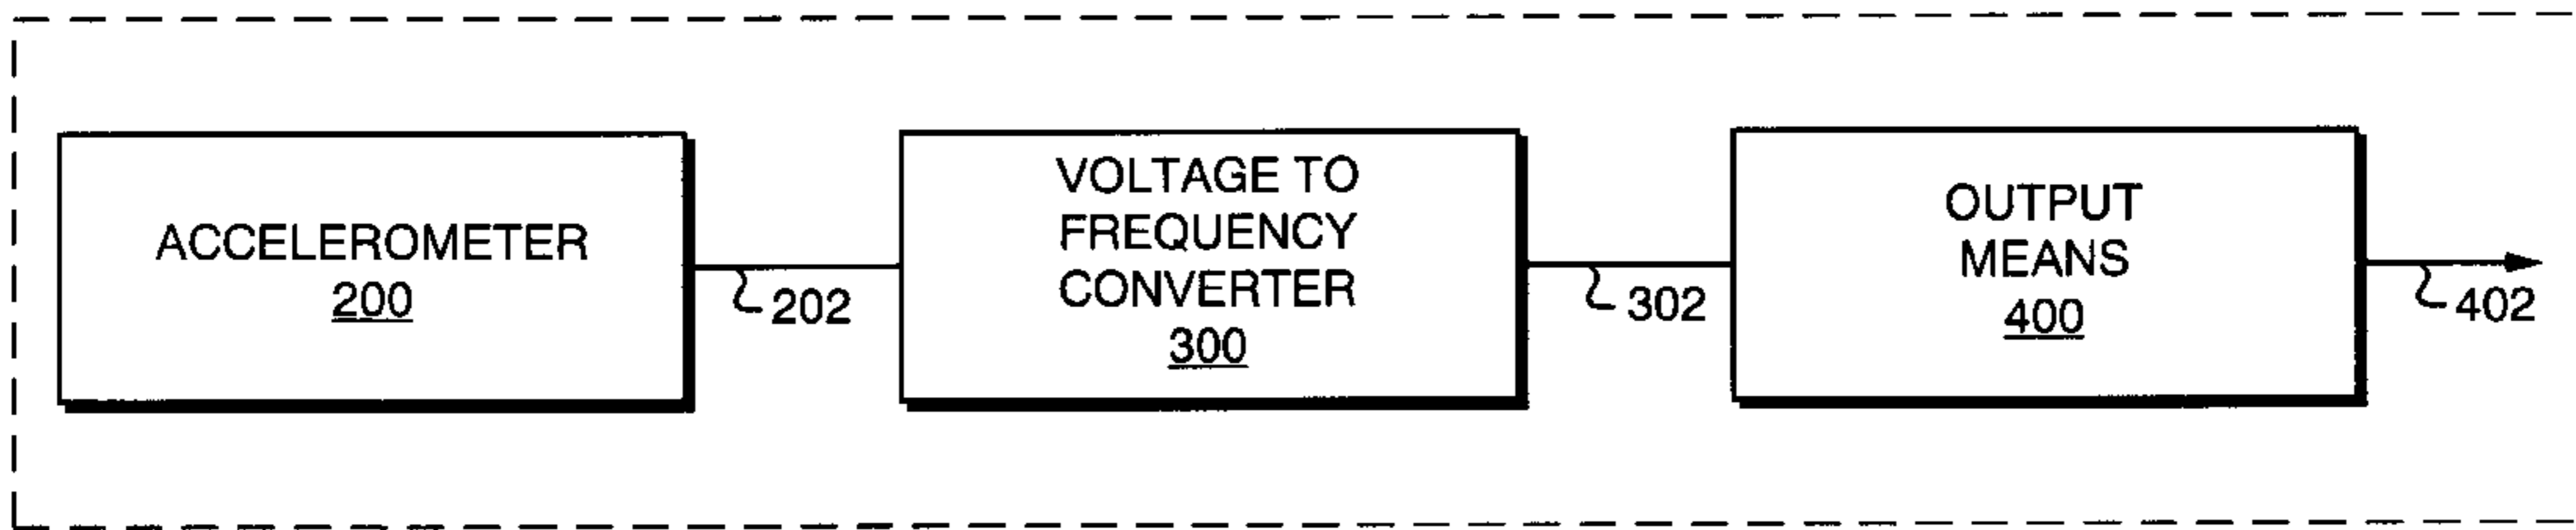 ACCELEROMETER
200
202
VOLTAGE TO
FREQUENCY
CONVERTER
300
302
OUTPUT
MEANS
400
402